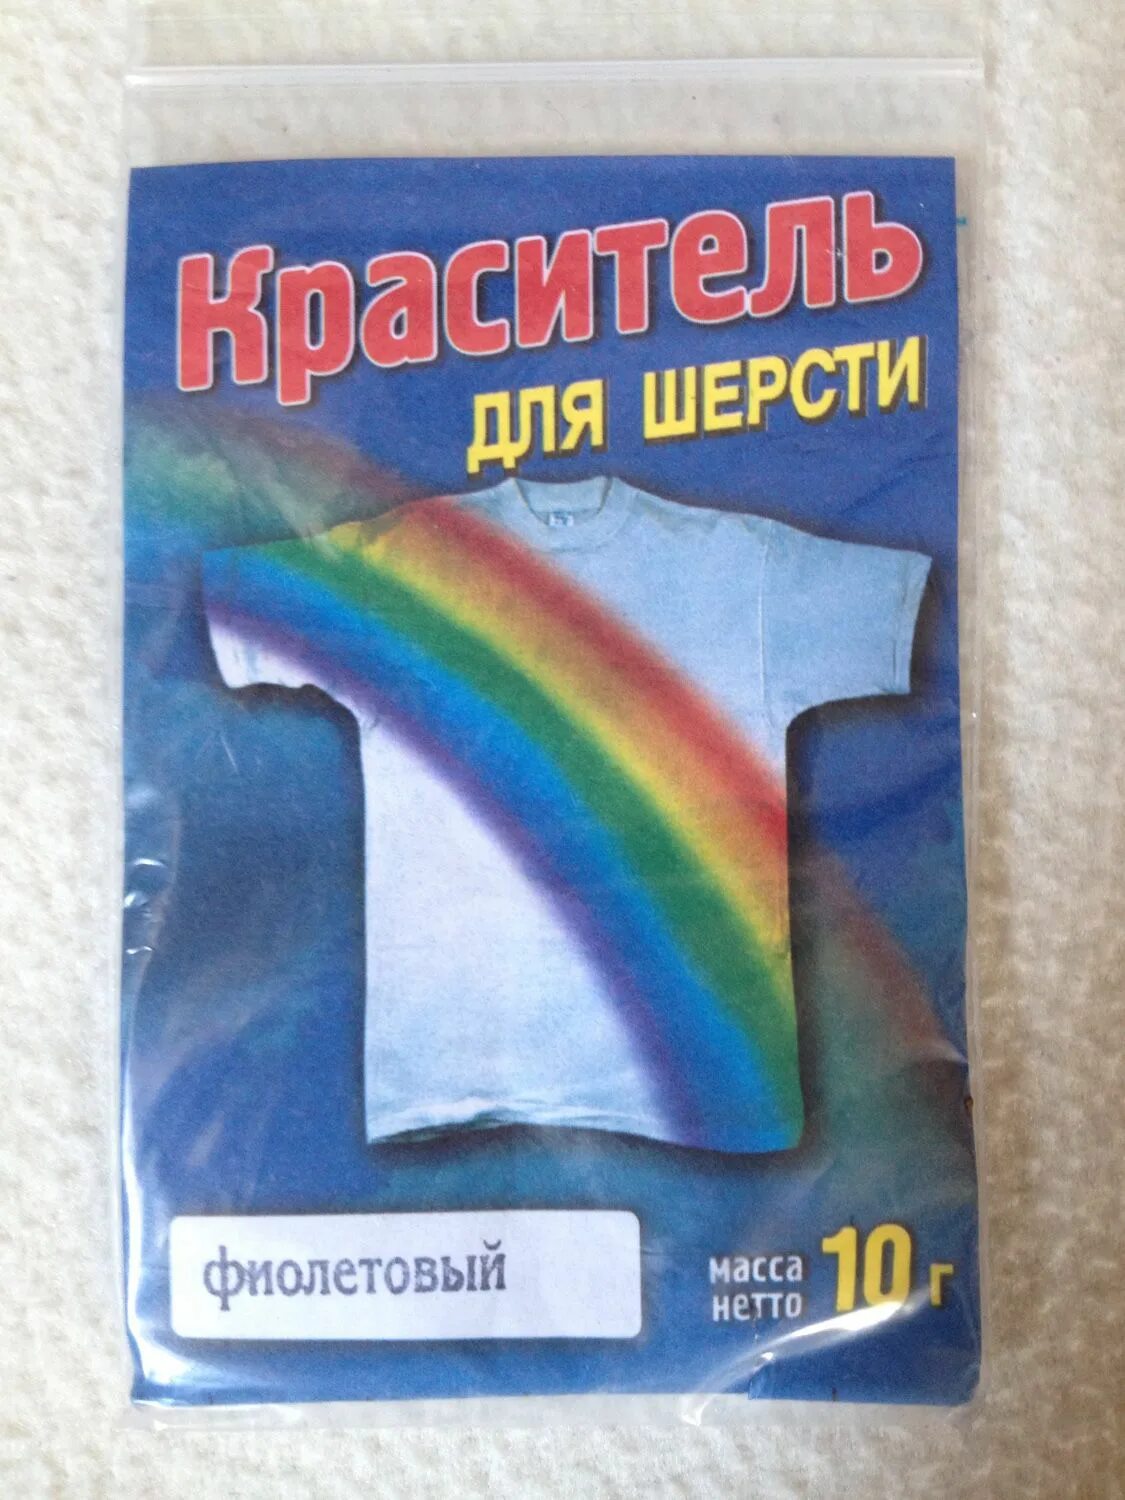 Краситель
ДЛЯ ШЕРСТИ
фиолетовый
масса
нетто
10 г